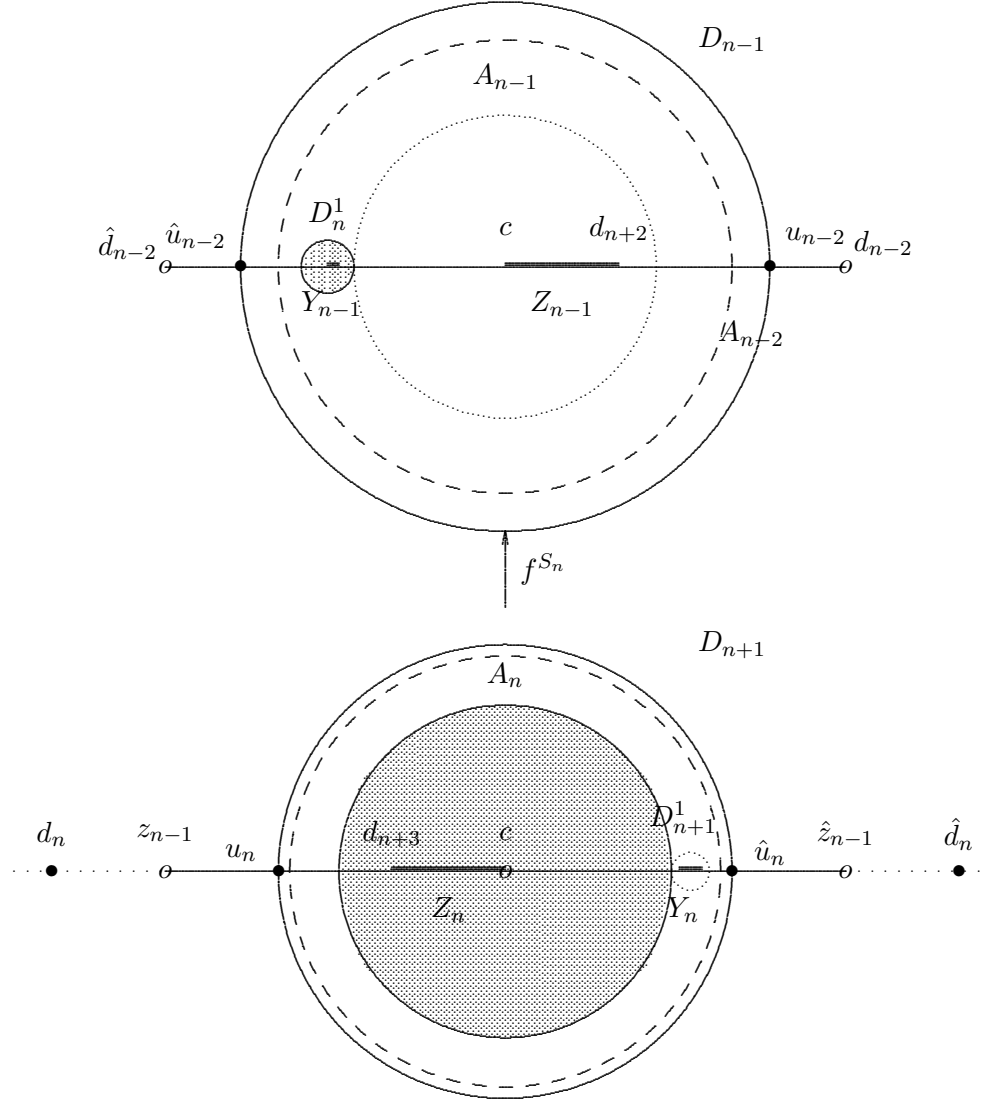 D_{n−1}
A_{n−1}
D_n^1 c d_{n+2}
\hat{d}_{n−2} \hat{u}_{n−2} u_{n−2} d_{n−2}
Y_{n−1} Z_{n−1}
A_{n−2}
f^{S_n}
D_{n+1}
A_n
D_{n+1}^1
d_n z_{n−1} d_{n+3} c \hat{z}_{n−1} \hat{d}_n
u_n \hat{u}_n
Z_n Y_n